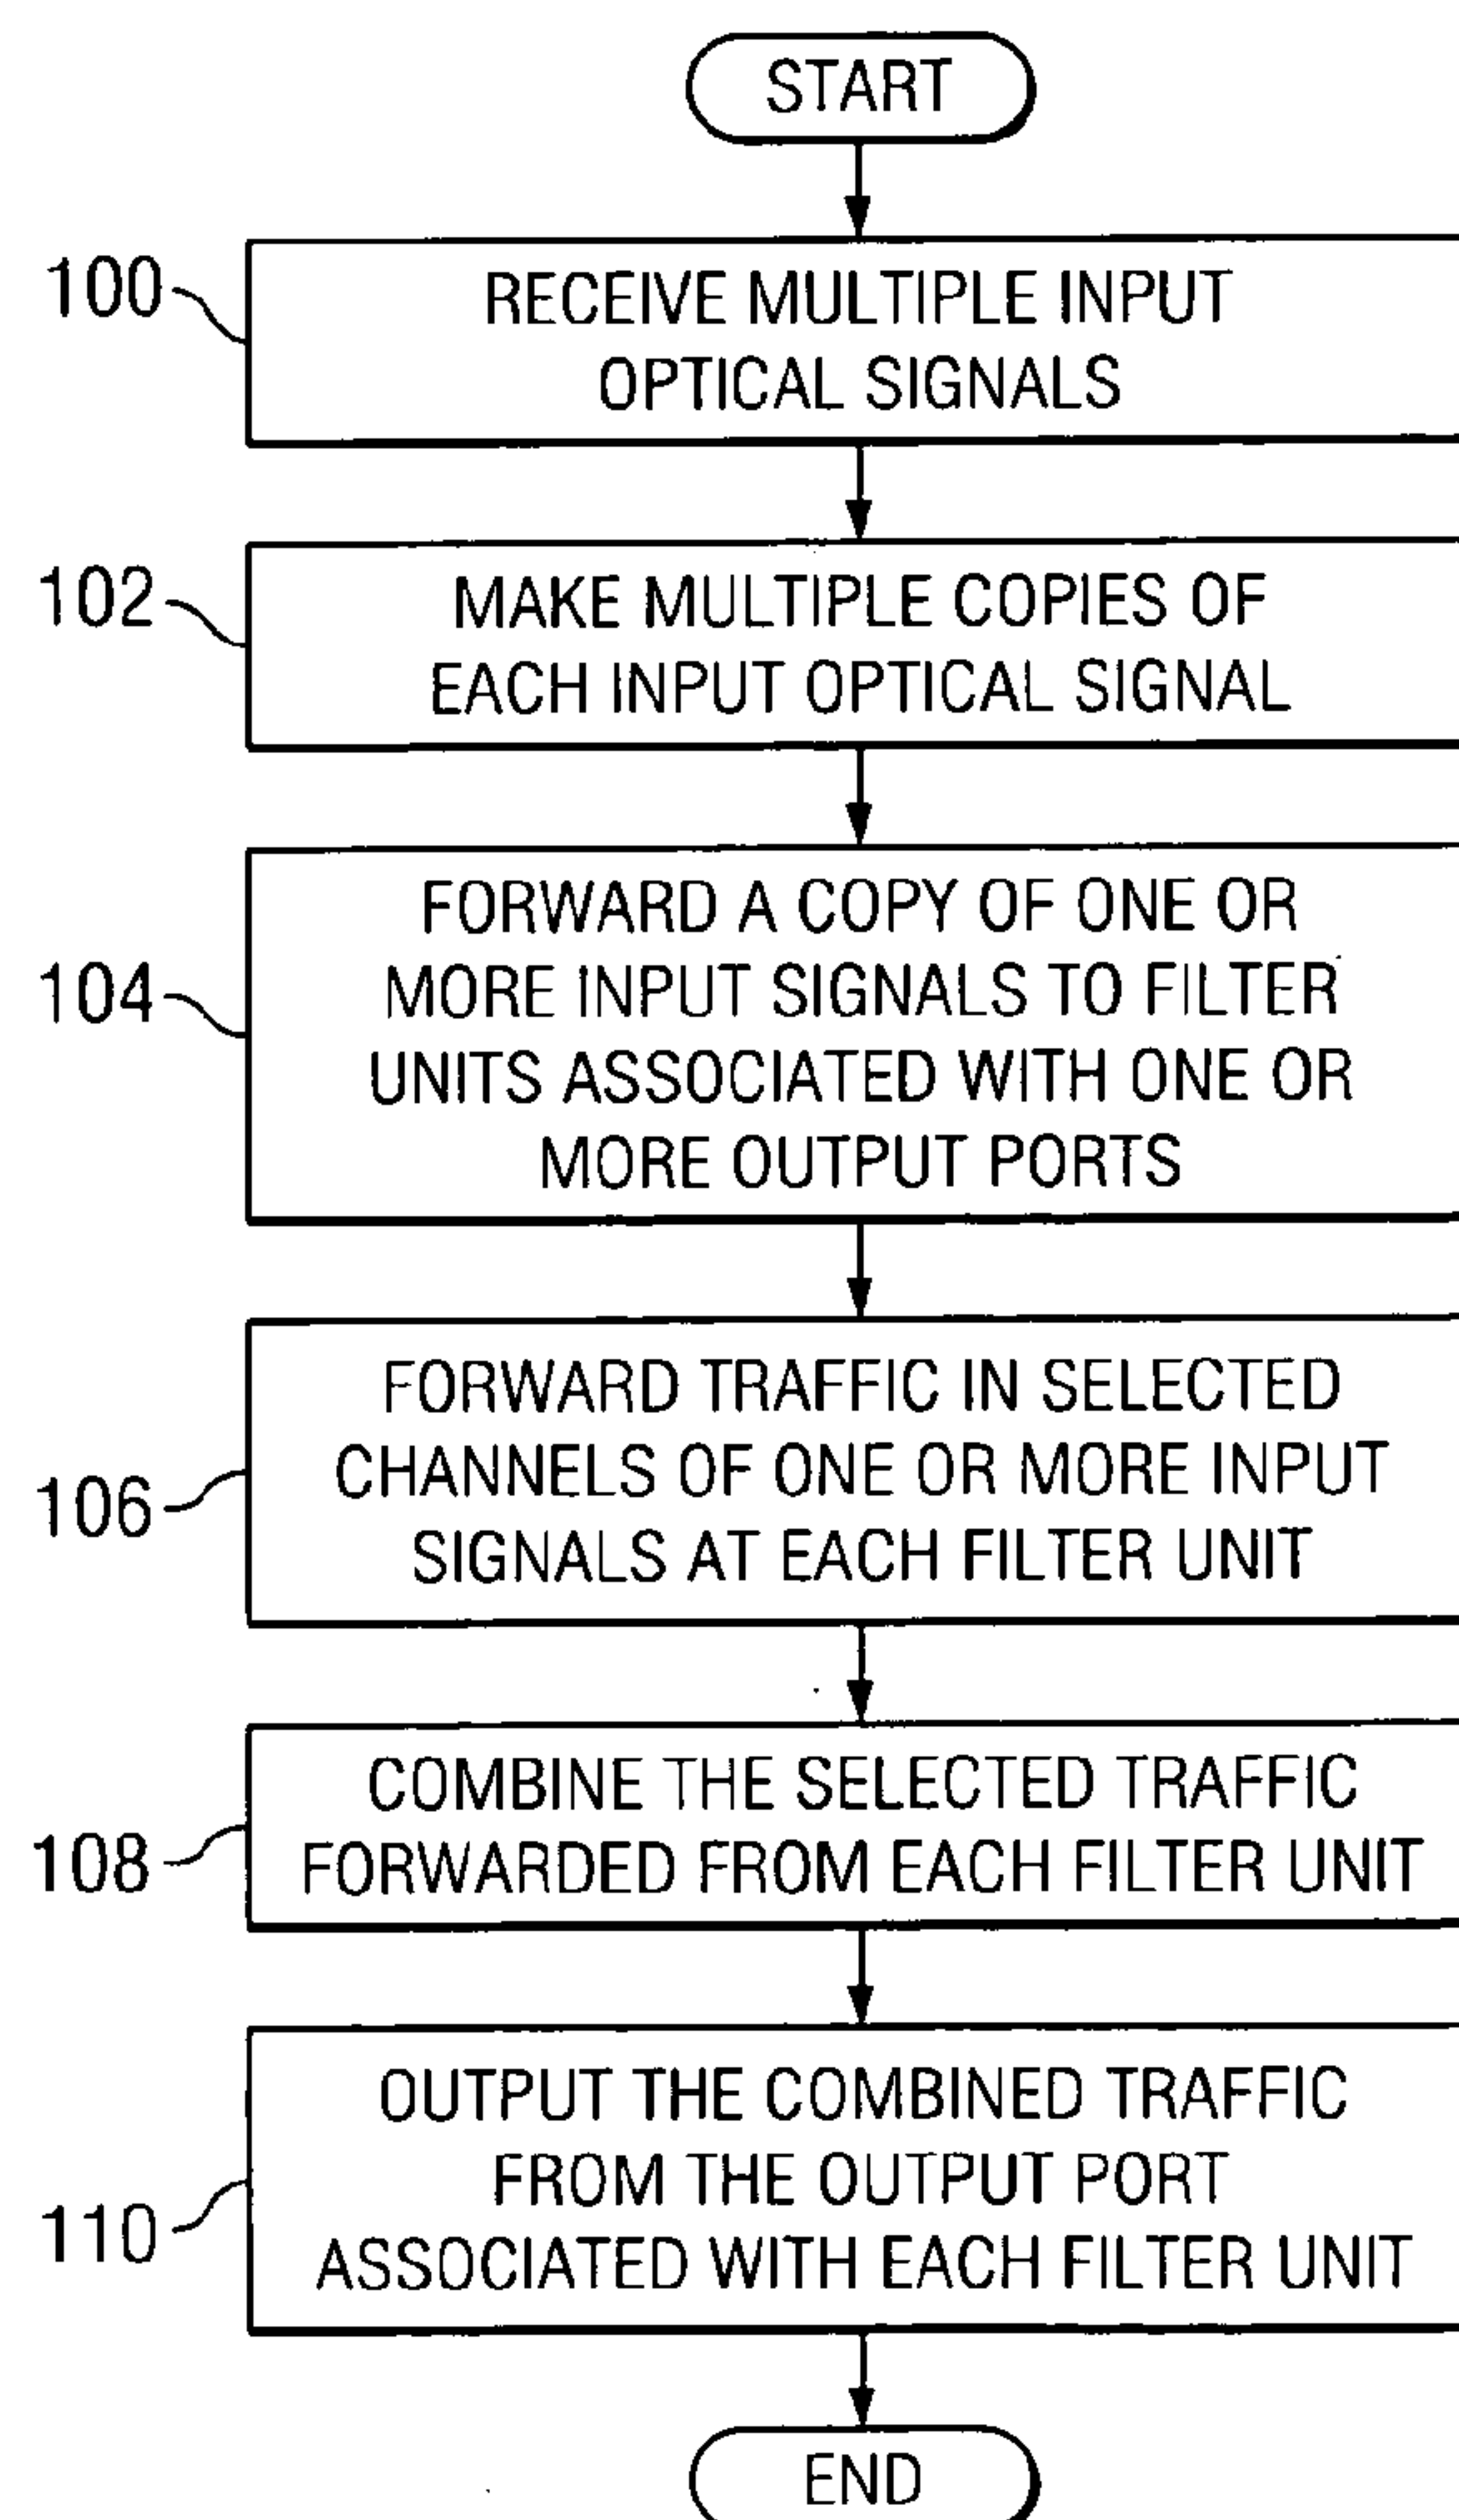 START
100
RECEIVE MULTIPLE INPUT
OPTICAL SIGNALS
102
MAKE MULTIPLE COPIES OF
EACH INPUT OPTICAL SIGNAL
104
FORWARD A COPY OF ONE OR
MORE INPUT SIGNALS TO FILTER
UNITS ASSOCIATED WITH ONE OR
MORE OUTPUT PORTS
106
FORWARD TRAFFIC IN SELECTED
CHANNELS OF ONE OR MORE INPUT
SIGNALS AT EACH FILTER UNIT
108
COMBINE THE SELECTED TRAFFIC
FORWARDED FROM EACH FILTER UNIT
110
OUTPUT THE COMBINED TRAFFIC
FROM THE OUTPUT PORT
ASSOCIATED WITH EACH FILTER UNIT
END